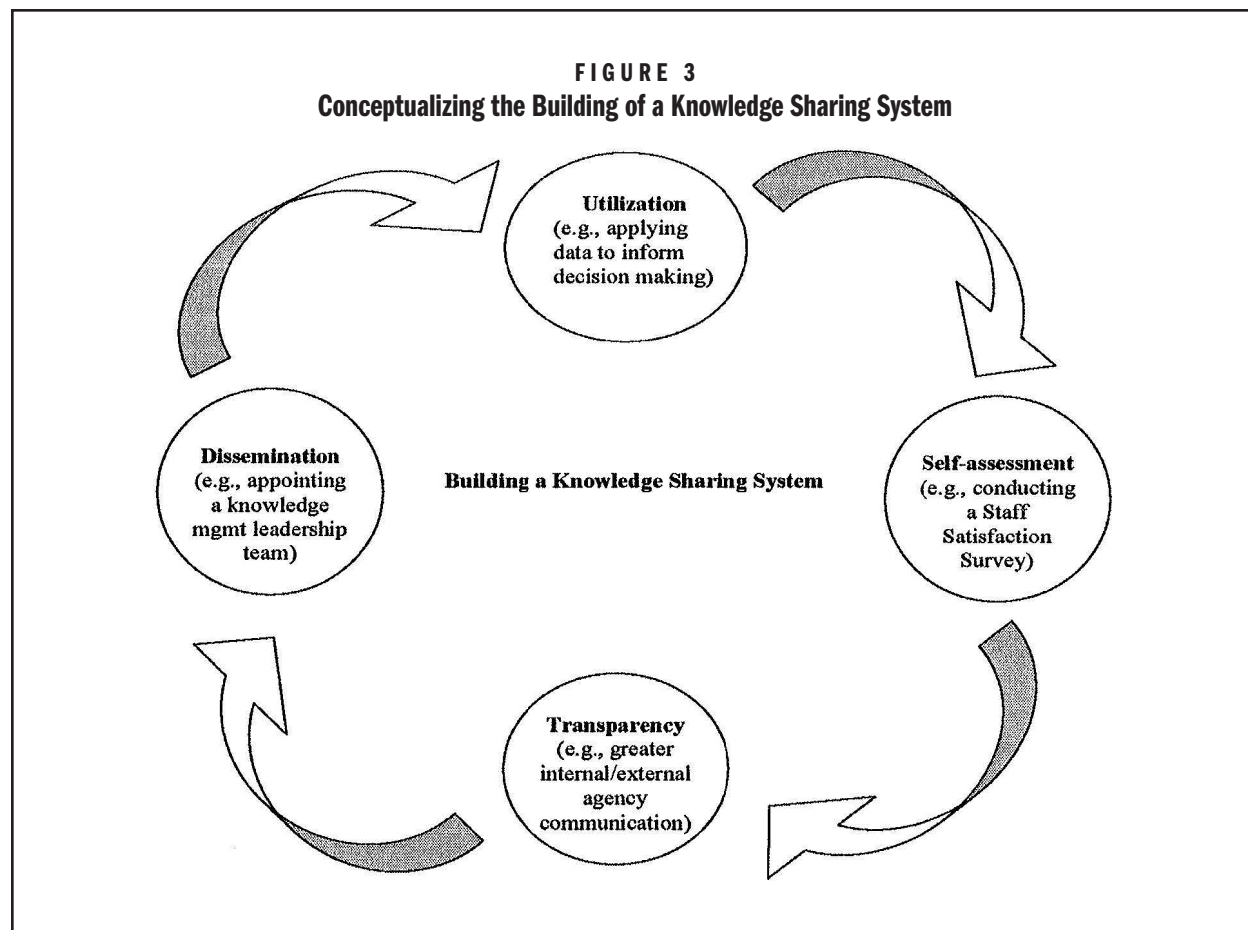 FIGURE 3
Conceptualizing the Building of a Knowledge Sharing System
Utilization
(e.g., applying
data to inform
decision making)
Dissemination
(e.g., appointing
a knowledge
mgmt leadership
team)
Building a Knowledge Sharing System
Self-assessment
(e.g., conducting
a Staff
Satisfaction
Survey)
Transparency
(e.g., greater
internal/external
agency
communication)